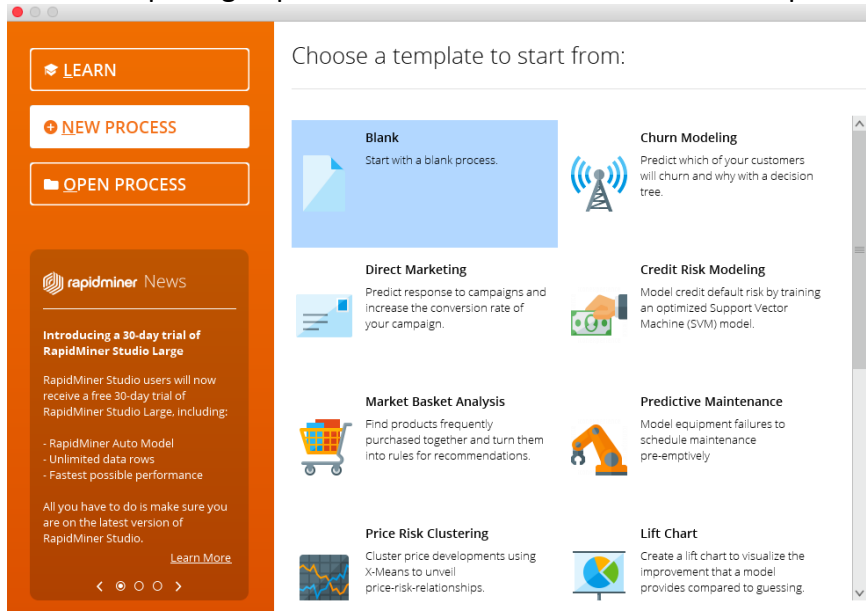 Choose a template to start from:
LEARN
NEW PROCESS
OPEN PROCESS
rapidminer News
Introducing a 30-day trial of
RapidMiner Studio Large
RapidMiner Studio users will now
receive a free 30-day trial of
RapidMiner Studio Large, including:
- RapidMiner Auto Model
- Unlimited data rows
- Fastest possible performance
All you have to do is make sure you
are on the latest version of
RapidMiner Studio.
Learn More
Blank
Start with a blank process.
Churn Modeling
Predict which of your customers
will churn and why with a decision
tree.
Direct Marketing
Predict response to campaigns and
increase the conversion rate of
your campaign.
Credit Risk Modeling
Model credit default risk by training
an optimized Support Vector
Machine (SVM) model.
Market Basket Analysis
Find products frequently
purchased together and turn them
into rules for recommendations.
Predictive Maintenance
Model equipment failures to
schedule maintenance
pre-emptively
Price Risk Clustering
Cluster price developments using
X-Means to unveil
price-risk-relationships.
Lift Chart
Create a lift chart to visualize the
improvement that a model
provides compared to guessing.